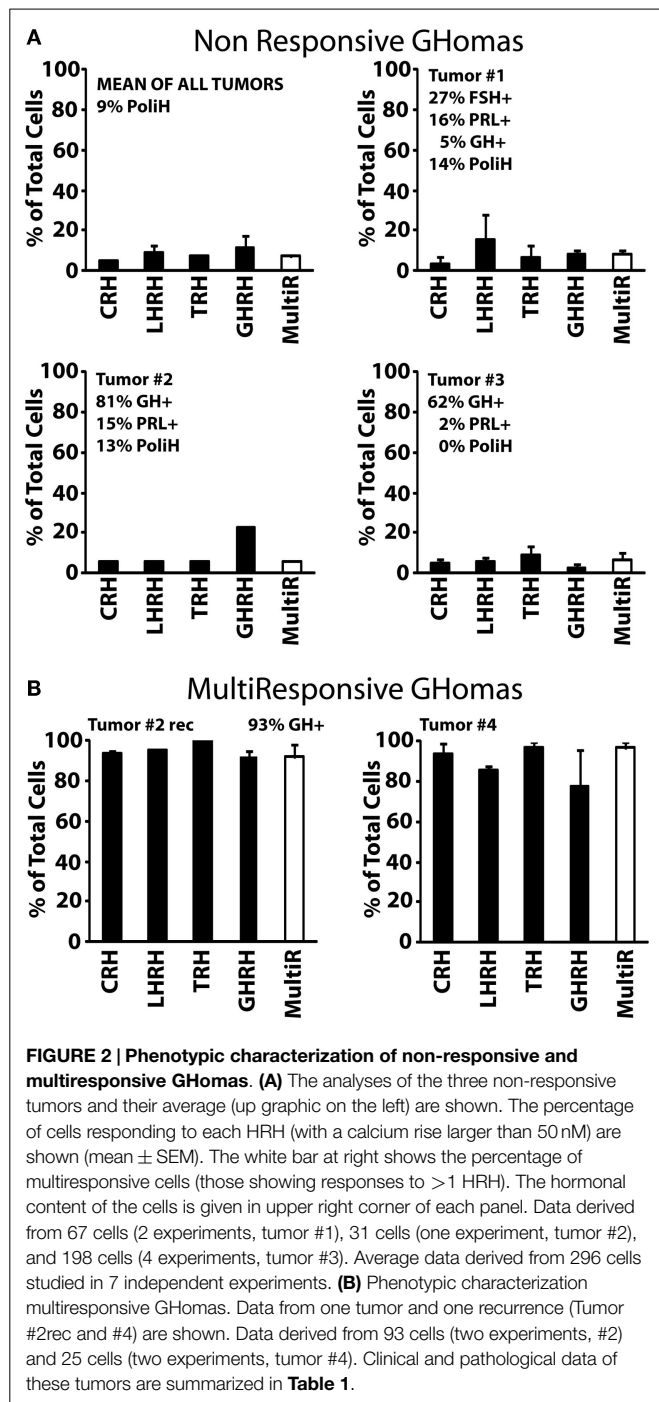 A
Non Responsive GHomas
% of Total Cells
100
80
60
40
20
0
MEAN OF ALL TUMORS
9% PoliH
CRH
LHRH
TRH
GHRH
MultiR
% of Total Cells
100
80
60
40
20
0
Tumor #1
27% FSH+
16% PRL+
5% GH+
14% PoliH
CRH
LHRH
TRH
GHRH
MultiR
% of Total Cells
100
80
60
40
20
0
Tumor #2
81% GH+
15% PRL+
13% PoliH
CRH
LHRH
TRH
GHRH
MultiR
% of Total Cells
100
80
60
40
20
0
Tumor #3
62% GH+
2% PRL+
0% PoliH
CRH
LHRH
TRH
GHRH
MultiR
B
MultiResponsive GHomas
% of Total Cells
100
80
60
40
20
0
Tumor #2 rec 93% GH+
CRH
LHRH
TRH
GHRH
MultiR
% of Total Cells
100
80
60
40
20
0
Tumor #4
CRH
LHRH
TRH
GHRH
MultiR
FIGURE 2 | Phenotypic characterization of non-responsive and
multiresponsive GHomas. (A) The analyses of the three non-responsive
tumors and their average (up graphic on the left) are shown. The percentage
of cells responding to each HRH (with a calcium rise larger than 50 nM) are
shown (mean ± SEM). The white bar at right shows the percentage of
multiresponsive cells (those showing responses to >1 HRH). The hormonal
content of the cells is given in upper right corner of each panel. Data derived
from 67 cells (2 experiments, tumor #1), 31 cells (one experiment, tumor #2),
and 198 cells (4 experiments, tumor #3). Average data derived from 296 cells
studied in 7 independent experiments. (B) Phenotypic characterization
multiresponsive GHomas. Data from one tumor and one recurrence (Tumor
#2rec and #4) are shown. Data derived from 93 cells (two experiments, #2)
and 25 cells (two experiments, tumor #4). Clinical and pathological data of
these tumors are summarized in Table 1.